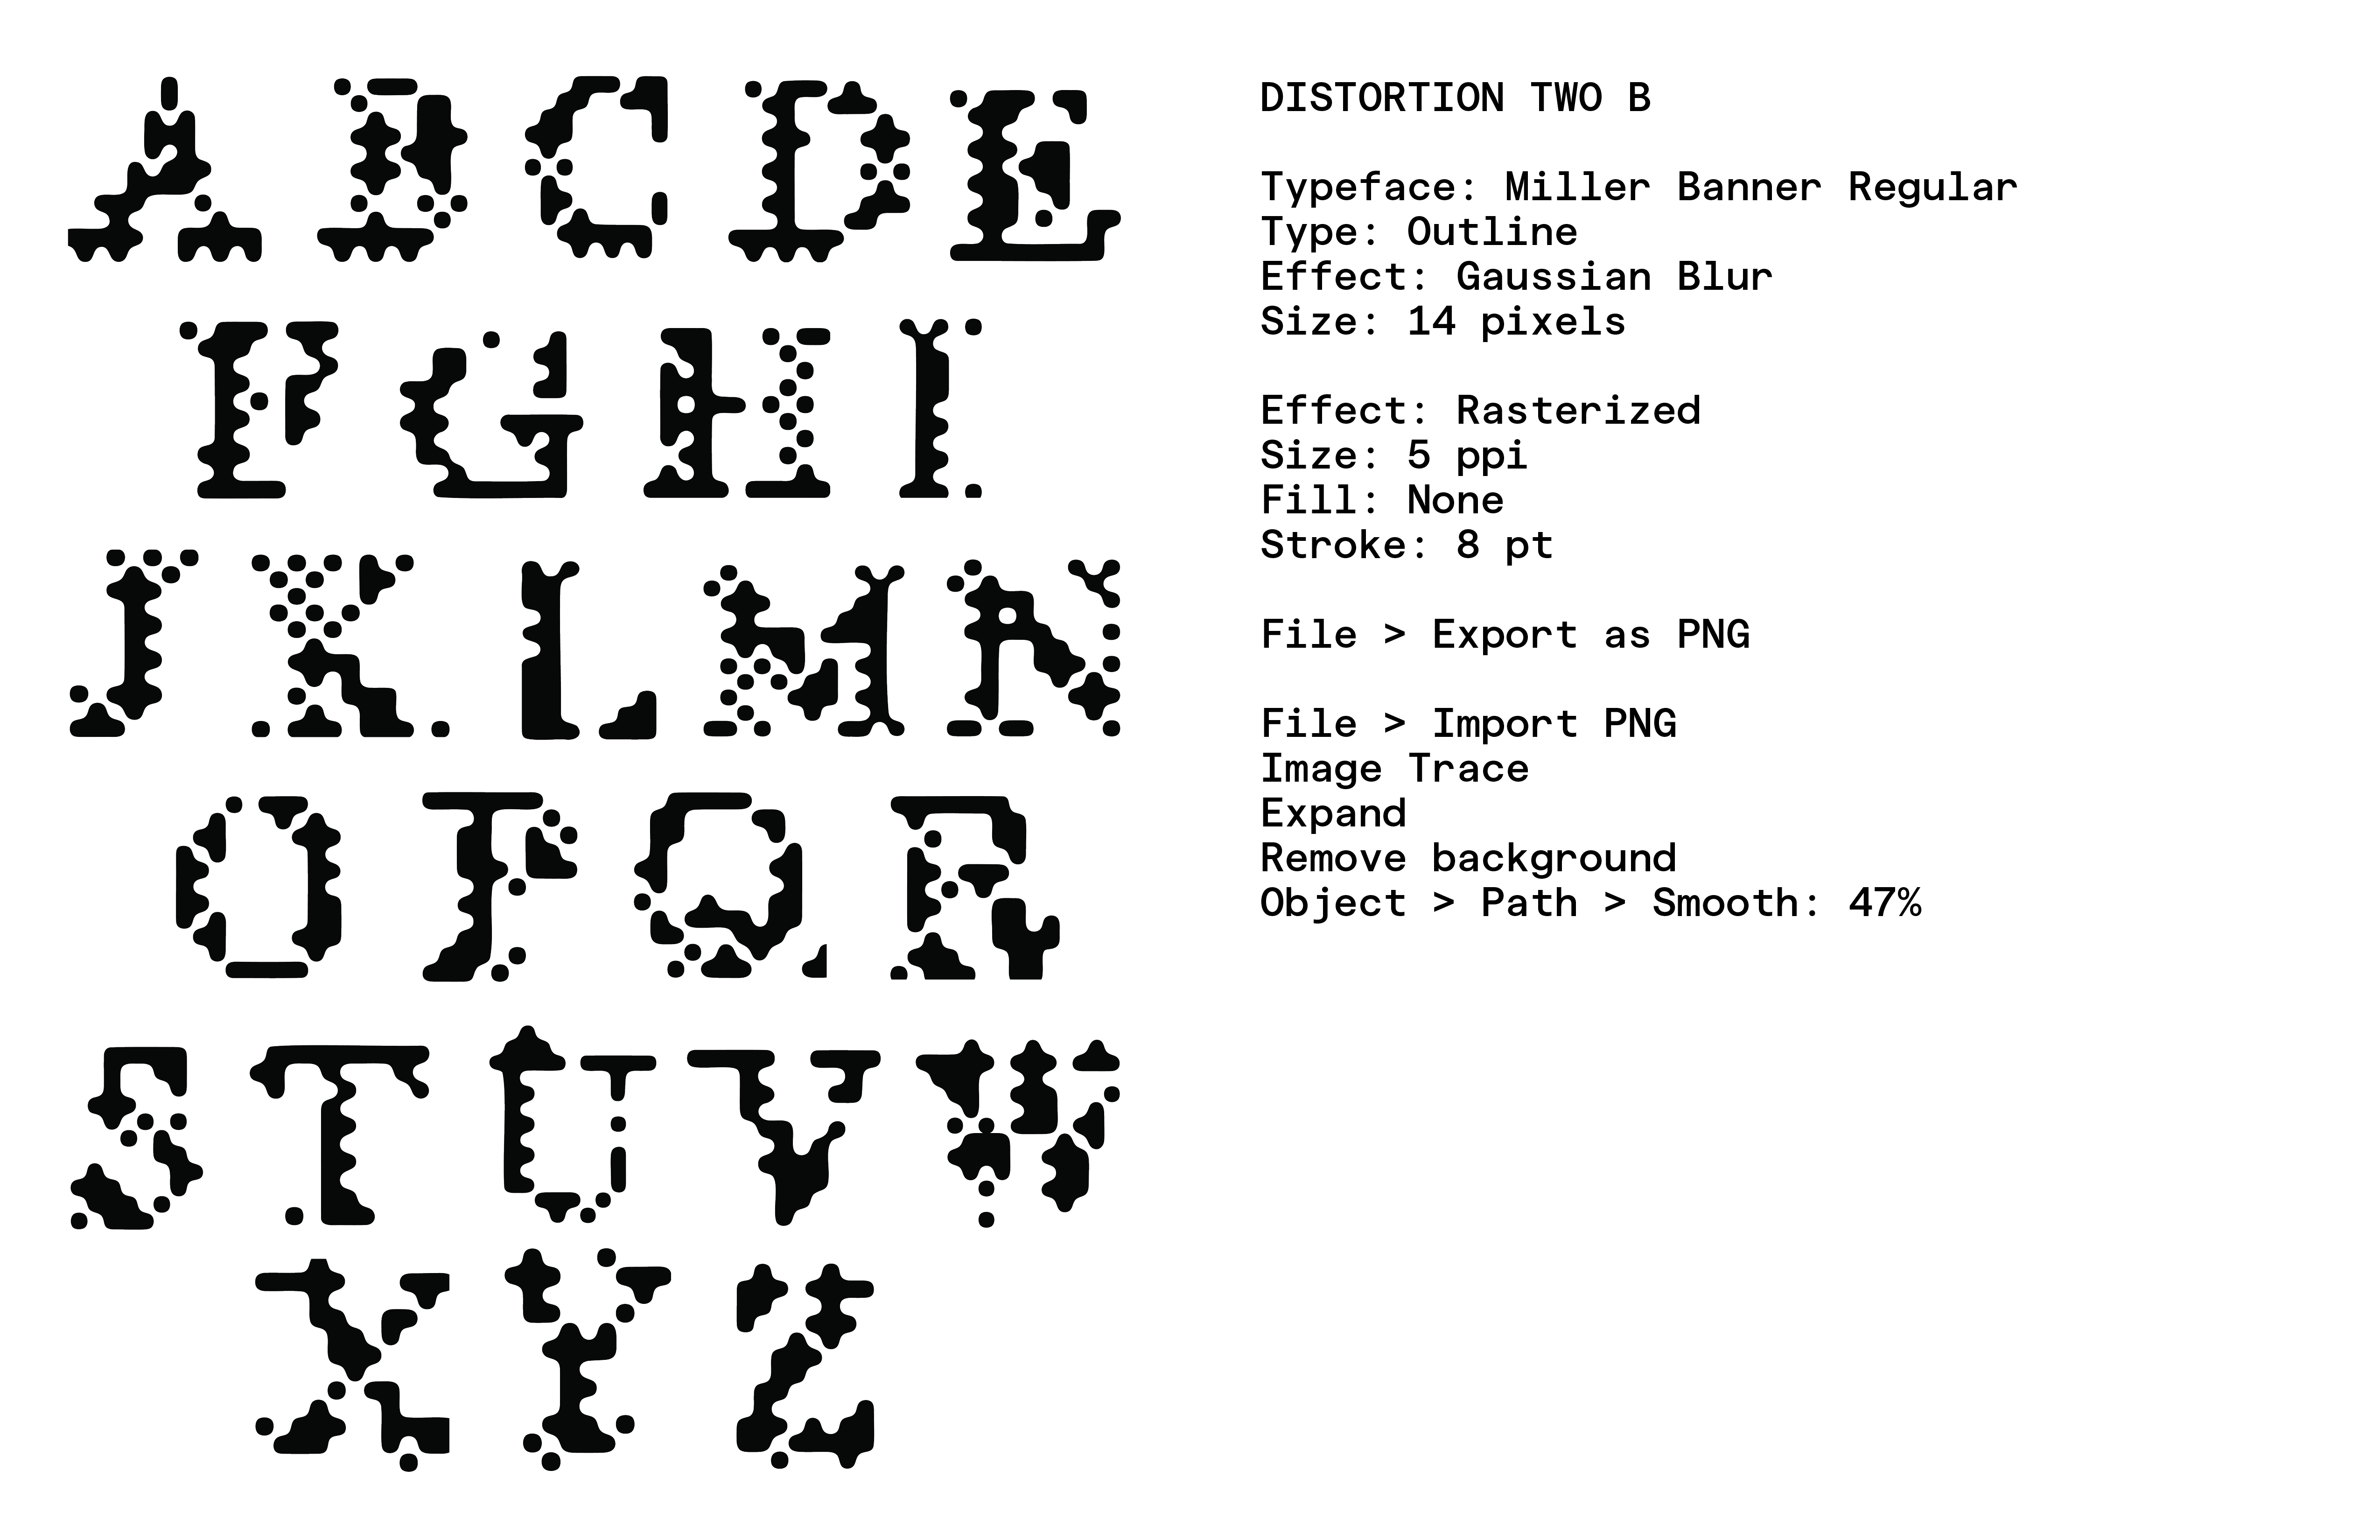 A B C D E
F G H I
J K L M N
O P Q R
S T U V W
X Y Z
DISTORTION TWO B
Typeface: Miller Banner Regular
Type: Outline
Effect: Gaussian Blur
Size: 14 pixels
Effect: Rasterized
Size: 5 ppi
Fill: None
Stroke: 8 pt
File > Export as PNG
File > Import PNG
Image Trace
Expand
Remove background
Object > Path > Smooth: 47%